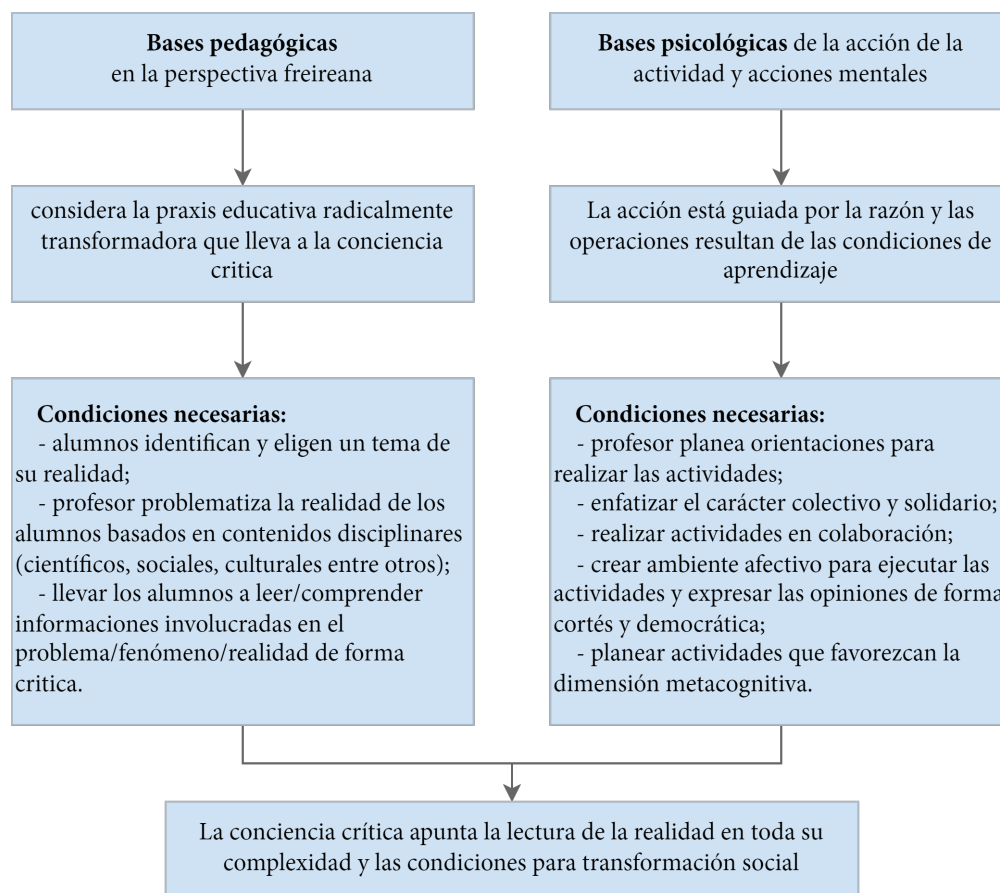 Bases pedagógicas
en la perspectiva freireana
considera la praxis educativa radicalmente
transformadora que lleva a la conciencia
critica
Condiciones necesarias:
- alumnos identifican y eligen un tema de
su realidad;
- profesor problematiza la realidad de los
alumnos basados en contenidos disciplinares
(científicos, sociales, culturales entre otros);
- llevar los alumnos a leer/comprender
informaciones involucradas en el
problema/fenómeno/realidad de forma
critica.
Bases psicológicas de la acción de la
actividad y acciones mentales
La acción está guiada por la razón y las
operaciones resultan de las condiciones de
aprendizaje
Condiciones necesarias:
- profesor planea orientaciones para
realizar las actividades;
- enfatizar el carácter colectivo y solidario;
- realizar actividades en colaboración;
- crear ambiente afectivo para ejecutar las
actividades y expresar las opiniones de forma
cortés y democrática;
- planear actividades que favorezcan la
dimensión metacognitiva.
La conciencia crítica apunta la lectura de la realidad en toda su
complexidad y las condiciones para transformación social